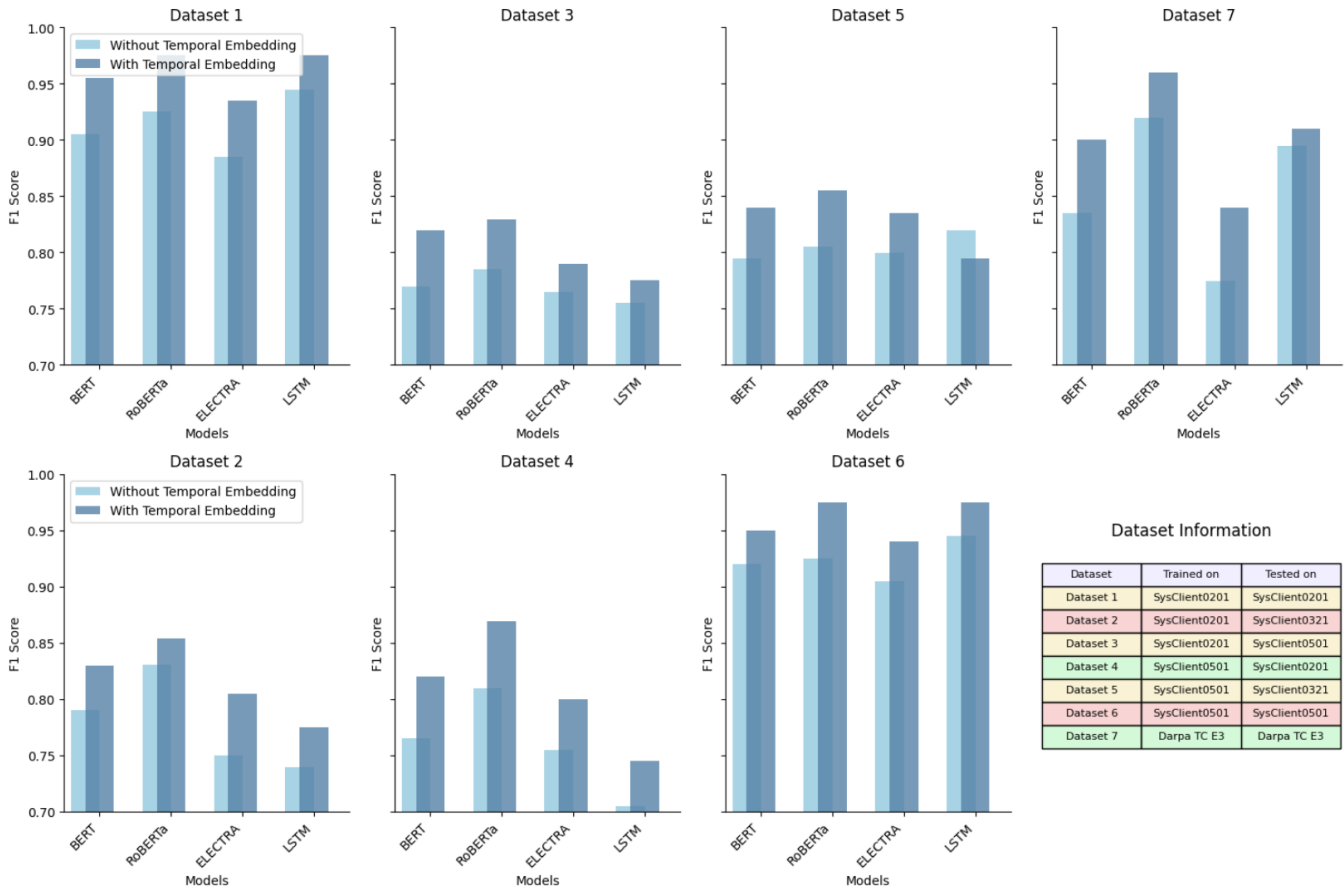 Dataset 1
Dataset 3
Dataset 5
Dataset 7
1.00
0.95
0.90
0.85
0.80
0.75
0.70
F1 Score
F1 Score
F1 Score
F1 Score
Without Temporal Embedding
With Temporal Embedding
BERT
RoBERTa
ELECTRA
LSTM
BERT
RoBERTa
ELECTRA
LSTM
BERT
RoBERTa
ELECTRA
LSTM
BERT
RoBERTa
ELECTRA
LSTM
Models
Models
Models
Models
Dataset 2
Dataset 4
Dataset 6
1.00
0.95
0.90
0.85
0.80
0.75
0.70
F1 Score
F1 Score
F1 Score
Without Temporal Embedding
With Temporal Embedding
BERT
RoBERTa
ELECTRA
LSTM
BERT
RoBERTa
ELECTRA
LSTM
BERT
RoBERTa
ELECTRA
LSTM
Models
Models
Models
Dataset Information
Dataset Trained on Tested on
Dataset 1 SysClient0201 SysClient0201
Dataset 2 SysClient0201 SysClient0321
Dataset 3 SysClient0201 SysClient0501
Dataset 4 SysClient0501 SysClient0201
Dataset 5 SysClient0501 SysClient0321
Dataset 6 SysClient0501 SysClient0501
Dataset 7 Darpa TC E3 Darpa TC E3